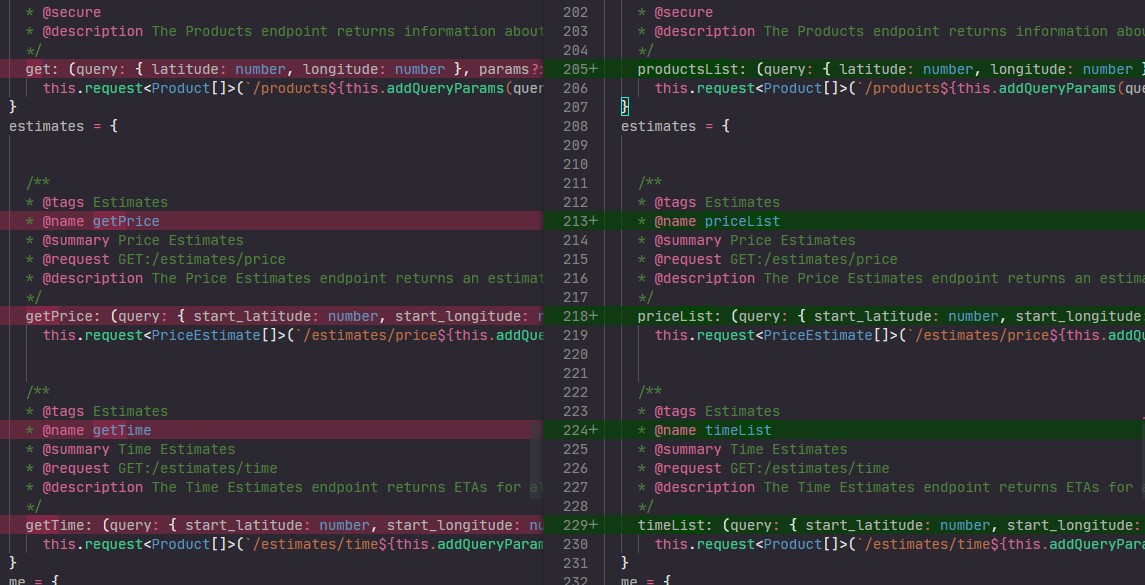 * @secure
* @description The Products endpoint returns information about
*/
get: (query: { latitude: number, longitude: number }, params?:
this.request<Product[]>(`/products${this.addQueryParams(quer
}
estimates = {
/**
* @tags Estimates
* @name getPrice
* @summary Price Estimates
* @request GET:/estimates/price
* @description The Price Estimates endpoint returns an estimat
*/
getPrice: (query: { start_latitude: number, start_longitude: n
this.request<PriceEstimate[]>(`/estimates/price${this.addQue
/**
* @tags Estimates
* @name getTime
* @summary Time Estimates
* @request GET:/estimates/time
* @description The Time Estimates endpoint returns ETAs for al
*/
getTime: (query: { start_latitude: number, start_longitude: nu
this.request<Product[]>(`/estimates/time${this.addQueryParam
}
me = {
202 * @secure
203 * @description The Products endpoint returns information abou
204 */
205+ productsList: (query: { latitude: number, longitude: number }
206 this.request<Product[]>(`/products${this.addQueryParams(que
207 }
208 estimates = {
209
210
211 /**
212 * @tags Estimates
213+ * @name priceList
214 * @summary Price Estimates
215 * @request GET:/estimates/price
216 * @description The Price Estimates endpoint returns an estima
217 */
218+ priceList: (query: { start_latitude: number, start_longitude
219 this.request<PriceEstimate[]>(`/estimates/price${this.addQu
220
221
222 /**
223 * @tags Estimates
224+ * @name timeList
225 * @summary Time Estimates
226 * @request GET:/estimates/time
227 * @description The Time Estimates endpoint returns ETAs for a
228 */
229+ timeList: (query: { start_latitude: number, start_longitude:
230 this.request<Product[]>(`/estimates/time${this.addQueryPara
231 }
232 me = {